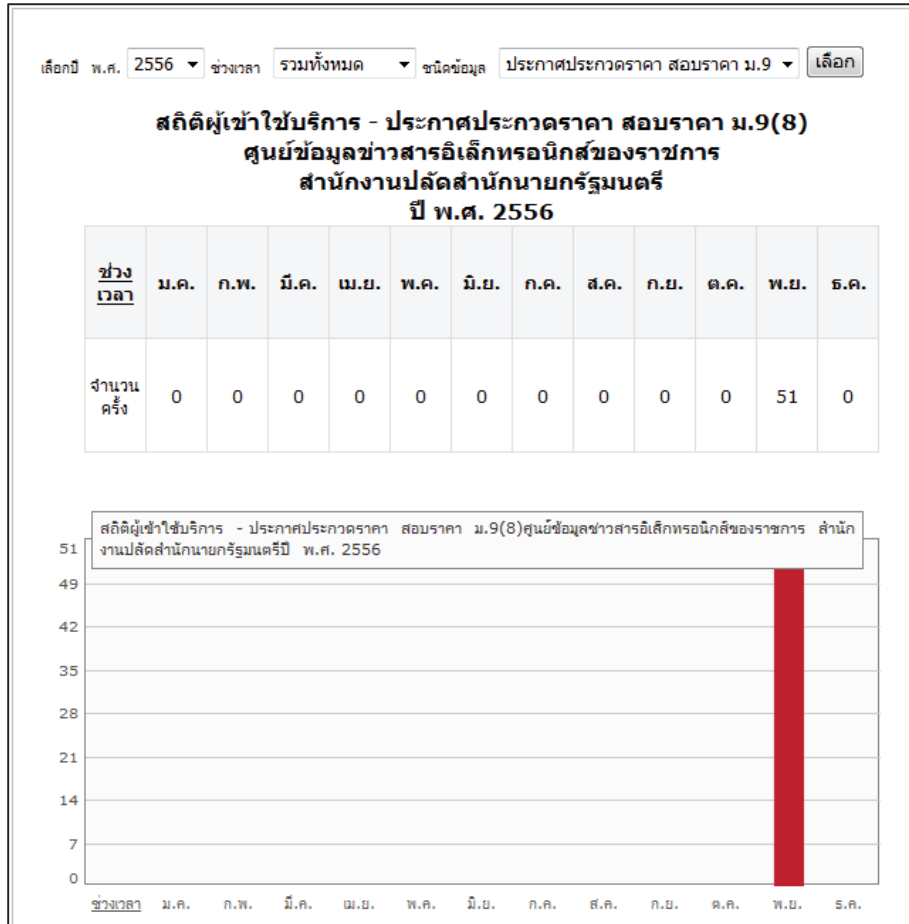 เลือกปี พ.ศ. 2556 ช่วงเวลา รวมทั้งหมด ชนิดข้อมูล ประกาศประกวดราคา สอบราคา ม.9 เลือก
สถิติผู้เข้าใช้บริการ - ประกาศประกวดราคา สอบราคา ม.9(8)
ศูนย์ข้อมูลข่าวสารอิเล็กทรอนิกส์ของราชการ
สำนักงานปลัดสำนักนายกรัฐมนตรี
ปี พ.ศ. 2556
ช่วง
เวลา ม.ค. ก.พ. มี.ค. เม.ย. พ.ค. มิ.ย. ก.ค. ส.ค. ก.ย. ต.ค. พ.ย. ธ.ค.
จำนวน
ครั้ง 0 0 0 0 0 0 0 0 0 0 51 0
สถิติผู้เข้าใช้บริการ - ประกาศประกวดราคา สอบราคา ม.9(8)ศูนย์ข้อมูลข่าวสารอิเล็กทรอนิกส์ของราชการ สำนัก
งานปลัดสำนักนายกรัฐมนตรีปี พ.ศ. 2556
51
49
42
35
28
21
14
7
0
ช่วงเวลา ม.ค. ก.พ. มี.ค. เม.ย. พ.ค. มิ.ย. ก.ค. ส.ค. ก.ย. ต.ค. พ.ย. ธ.ค.